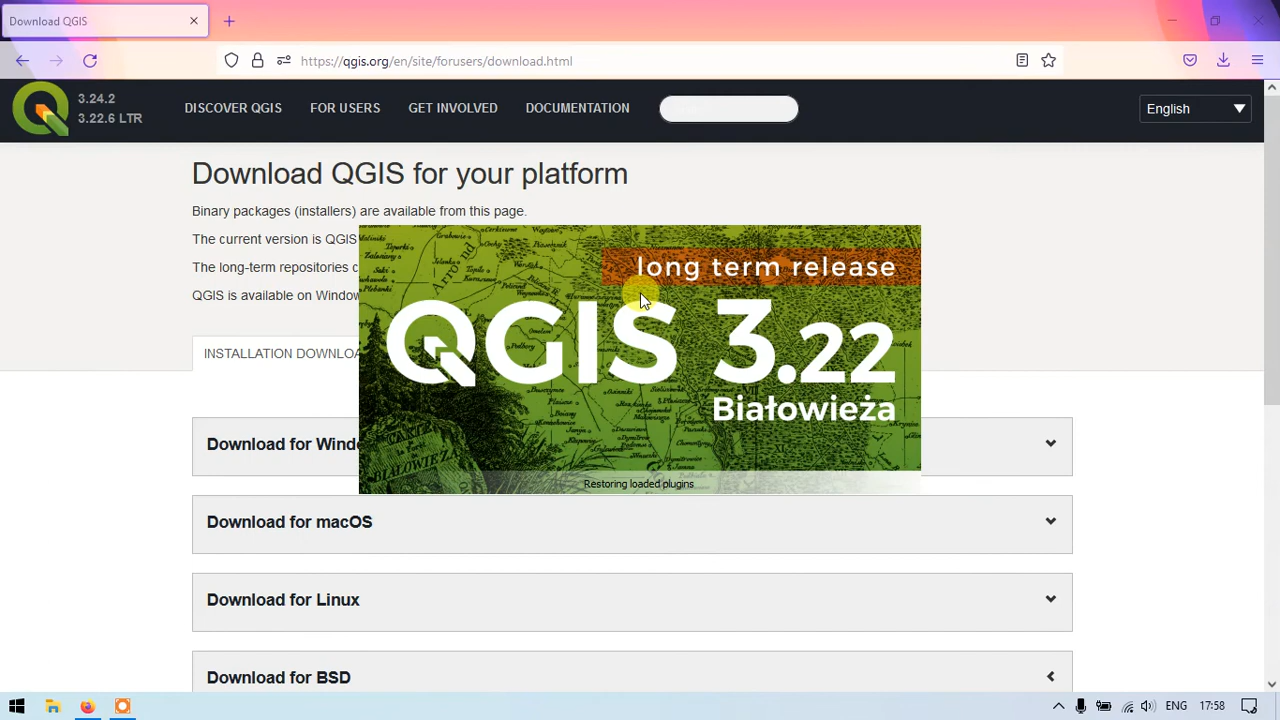 Download QGIS
https://qgis.org/en/site/forusers/download.html
3.24.2
3.22.6 LTR
DISCOVER QGIS
FOR USERS
GET INVOLVED
DOCUMENTATION
English
Download QGIS for your platform
Binary packages (installers) are available from this page.
The current version is QGIS
The long-term repositories c
QGIS is available on Window
INSTALLATION DOWNLOA
long term release
QGIS 3.22
Białowieża
Restoring loaded plugins
Download for Windo
Download for macOS
Download for Linux
Download for BSD
ENG
17:58